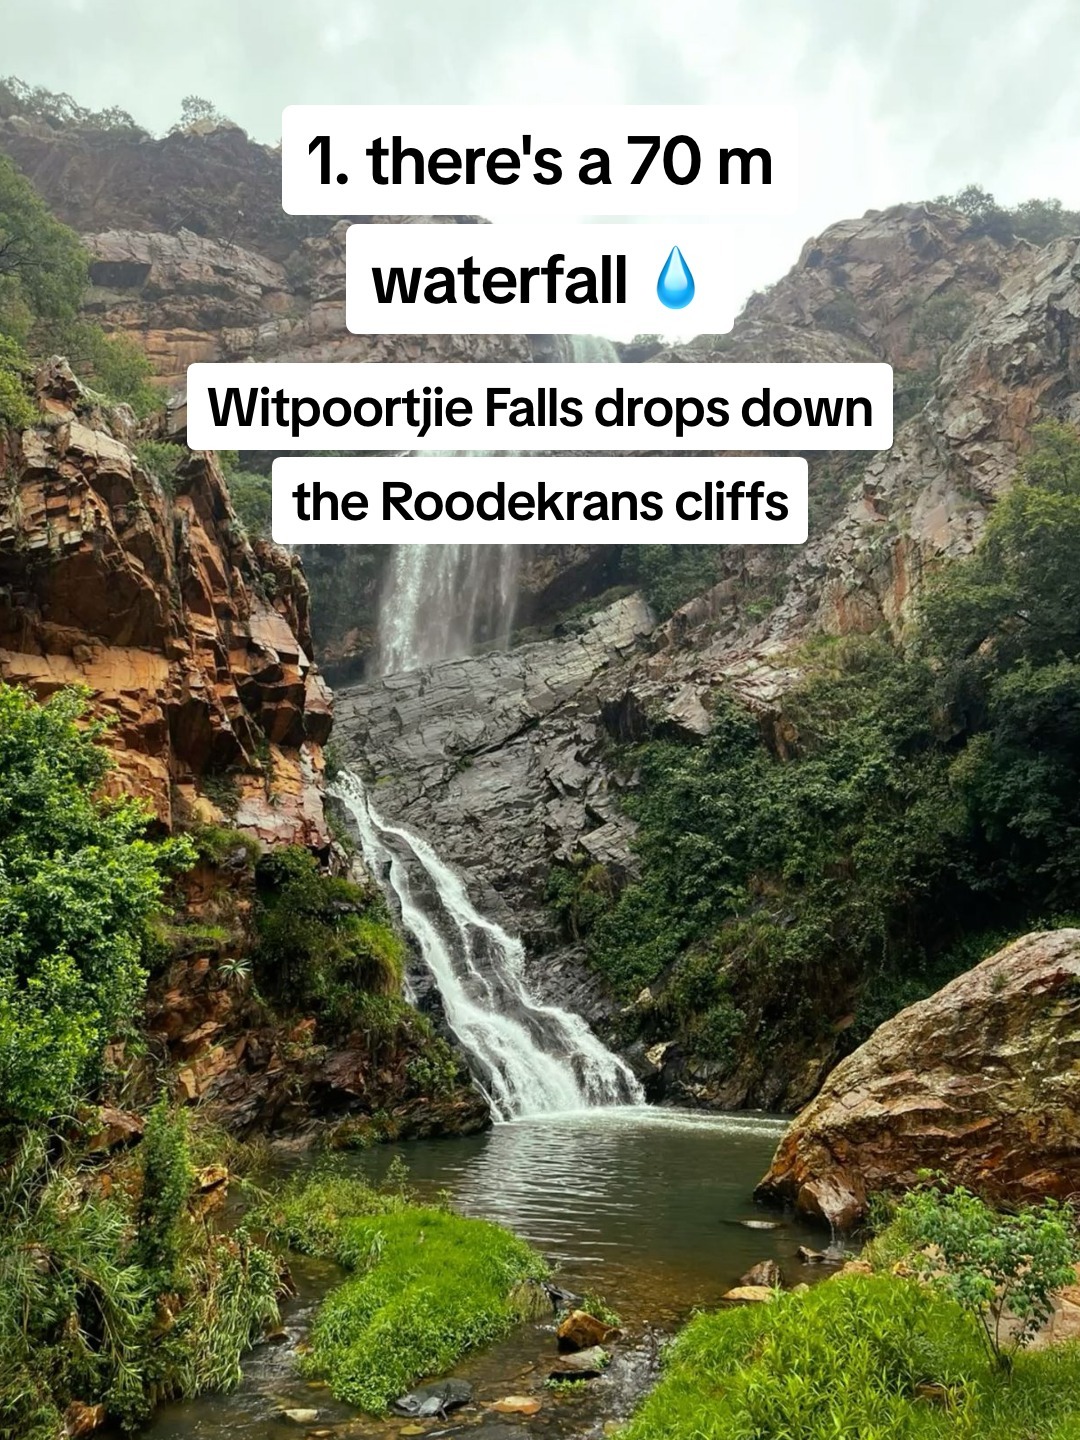 1. there's a 70 m
waterfall 💧
Witpoortjie Falls drops down
the Roodekrans cliffs